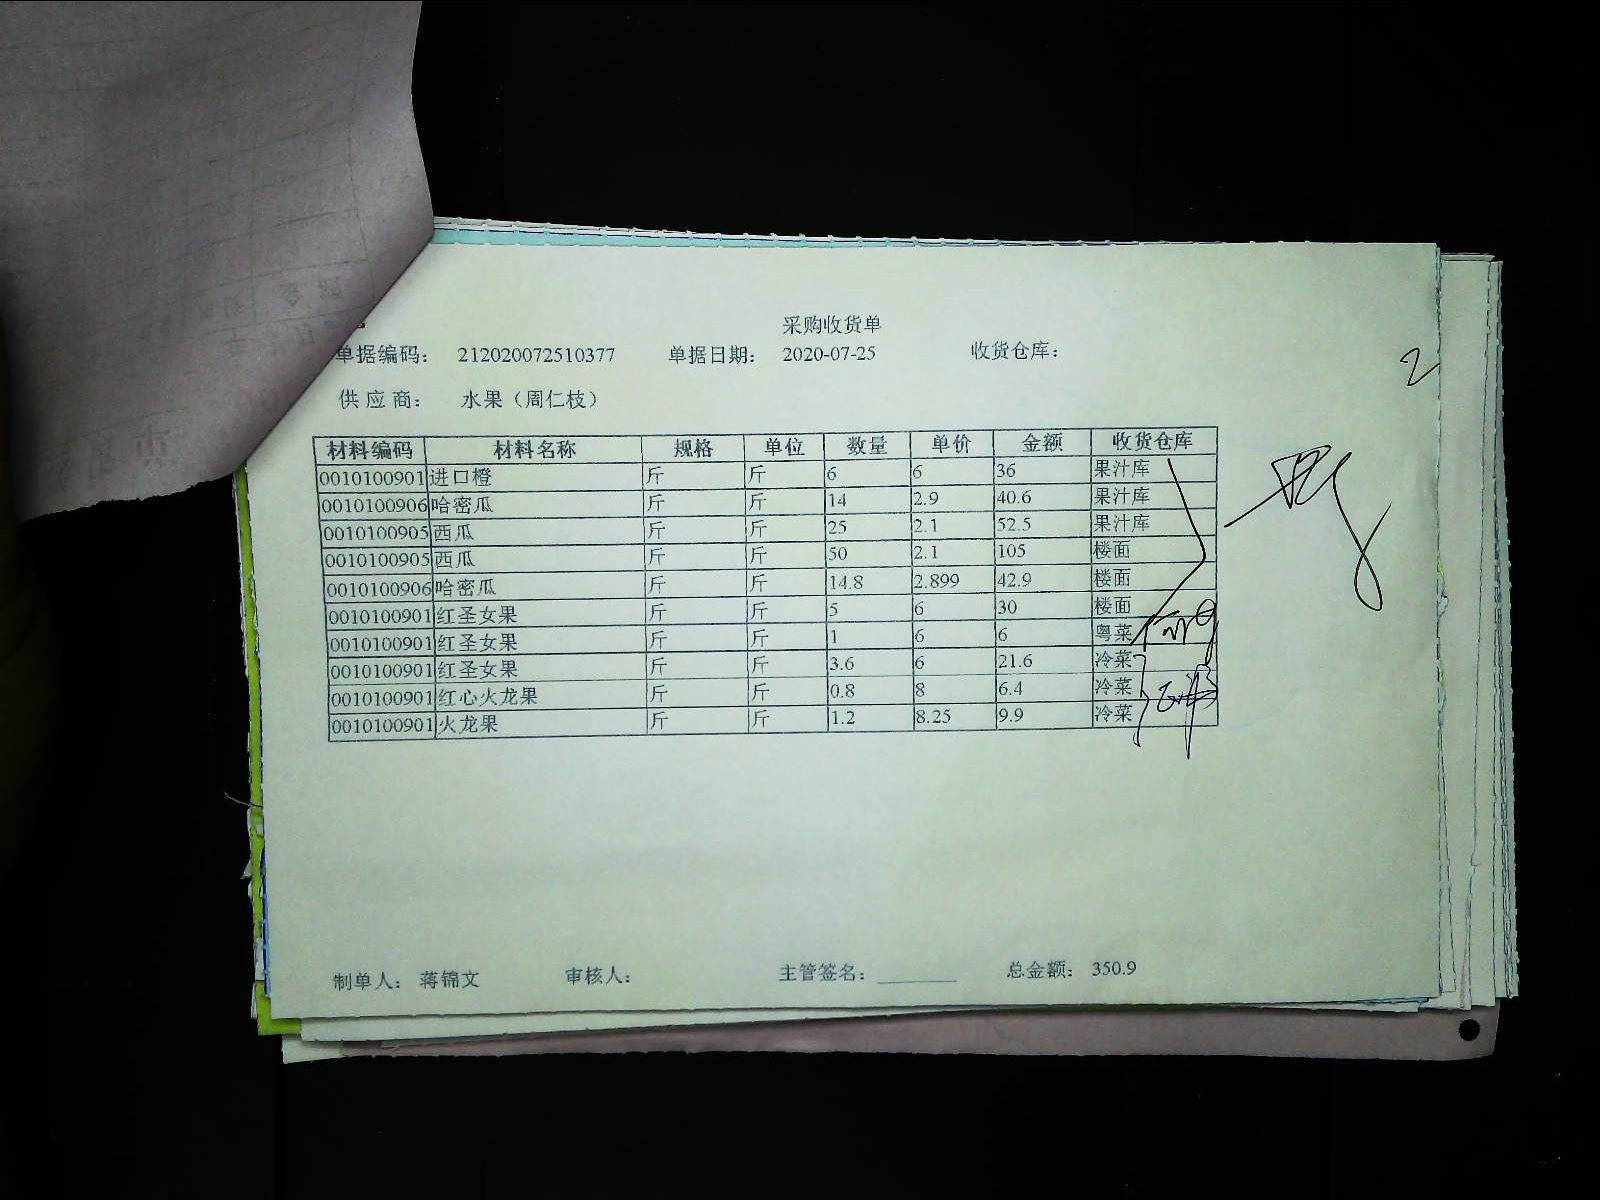 采购收货单
单据编码： 212020072510377 单据日期： 2020-07-25 收货仓库：
供应商： 水果（周仁枝）
材料编码 材料名称 规格 单位 数量 单价 金额 收货仓库
0010100901 进口橙 斤 斤 6 6 36 果汁库
0010100906 哈密瓜 斤 斤 14 2.9 40.6 果汁库
0010100905 西瓜 斤 斤 25 2.1 52.5 果汁库
0010100905 西瓜 斤 斤 50 2.1 105 楼面
0010100906 哈密瓜 斤 斤 14.8 2.899 42.9 楼面
0010100901 红圣女果 斤 斤 5 6 30 楼面
0010100901 红圣女果 斤 斤 1 6 6 粤菜
0010100901 红圣女果 斤 斤 3.6 6 21.6 冷菜
0010100901 红心火龙果 斤 斤 0.8 8 6.4 冷菜
0010100901 火龙果 斤 斤 1.2 8.25 9.9 冷菜
制单人： 蒋锦文 审核人： 主管签名： 总金额： 350.9
2